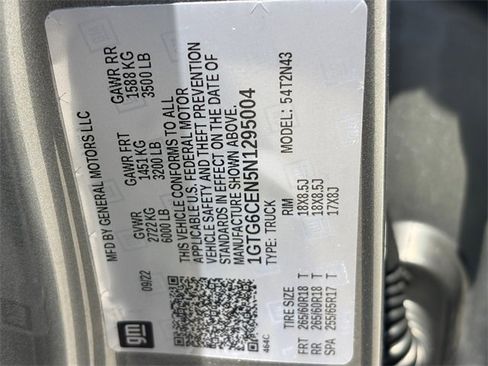 MFD BY GENERAL MOTORS LLC
09/22
GVWR
2722 KG
6000 LB
GAWR FRT
1451 KG
3200 LB
GAWR RR
1588 KG
3500 LB
THIS VEHICLE CONFORMS TO ALL
APPLICABLE U.S. FEDERAL MOTOR
VEHICLE SAFETY AND THEFT PREVENTION
STANDARDS IN EFFECT ON THE DATE OF
MANUFACTURE SHOWN ABOVE.
1GTG6CEN5N1295004
TYPE: TRUCK
MODEL: 54T2N43
gm
464C
TIRE SIZE
RIM
FRT 265/60R18 T 18X8.5J
RR 265/60R18 T 18X8.5J
SPA 255/65R17 T 17X8J